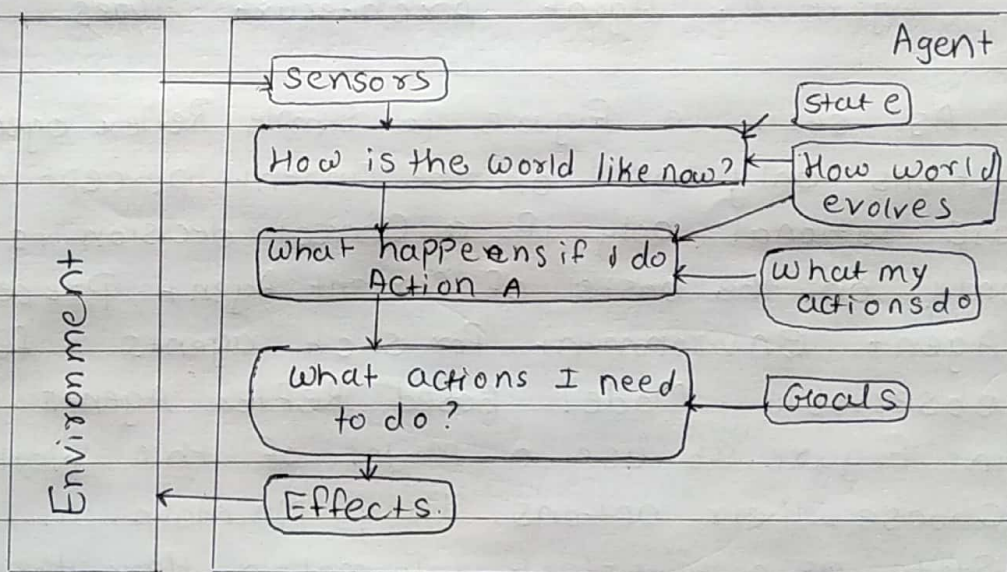 Agent
Sensors
State
How is the world like now?
How world
evolves
What happens if I do
Action A
What my
actions do
What actions I need
to do?
Goals
Effects.
Environment